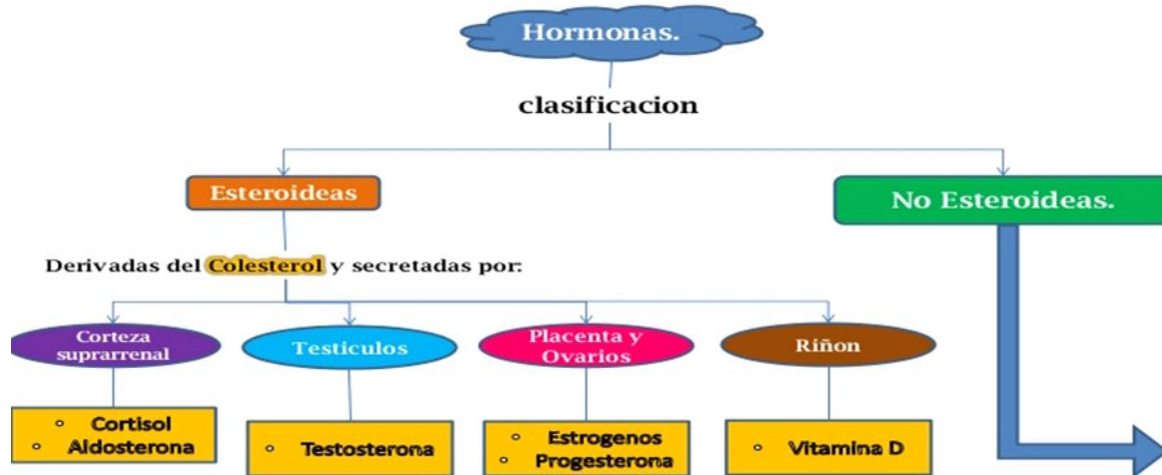 Hormonas.
clasificacion
Esteroideas
No Esteroideas.
Derivadas del Colesterol y secretadas por:
Corteza
suprarrenal
Testiculos
Placenta y
Ovarios
Riñon
◦ Cortisol
◦ Aldosterona
◦ Testosterona
◦ Estrogenos
◦ Progesterona
◦ Vitamina D